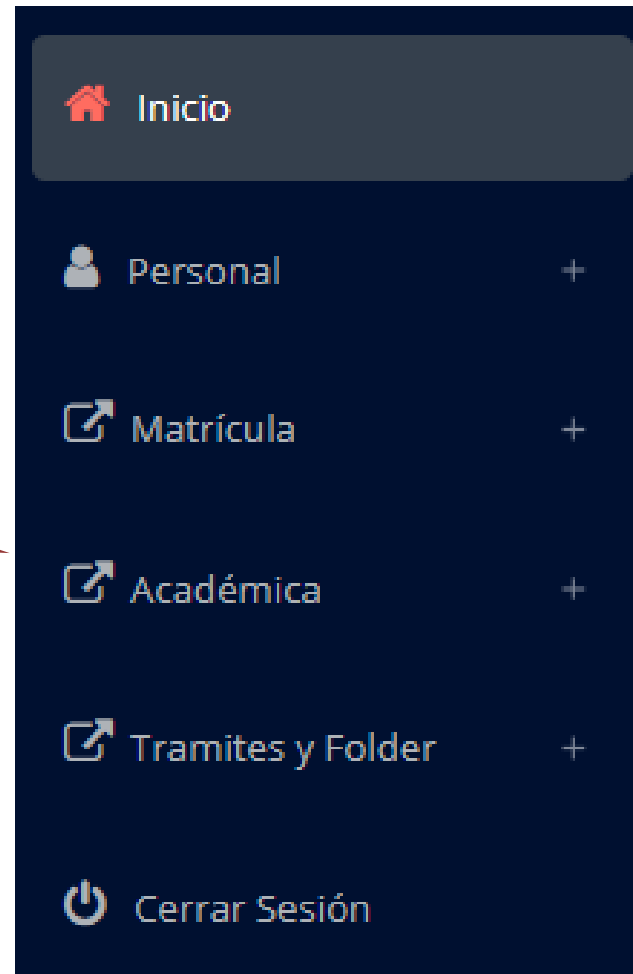 Inicio
Personal +
Matrícula +
Académica +
Tramites y Folder +
Cerrar Sesión